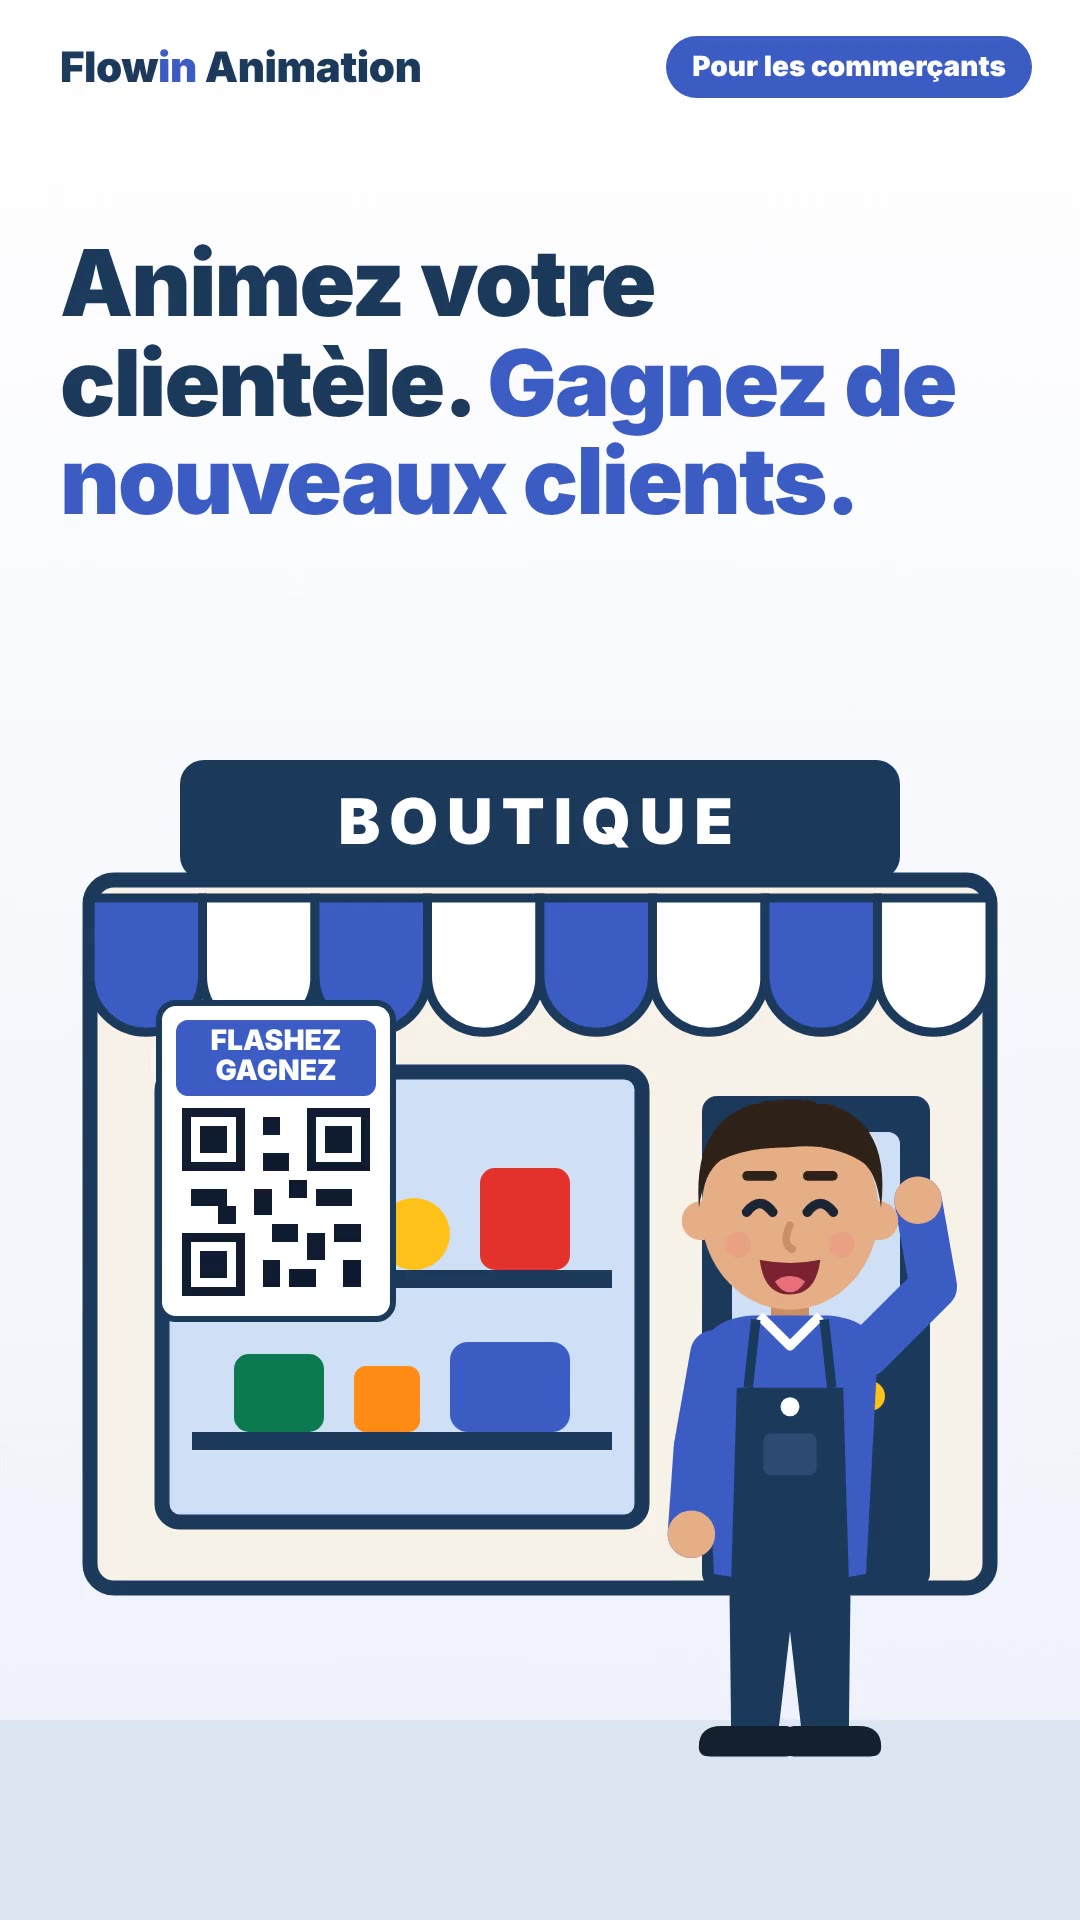 Flowin Animation
Pour les commerçants
Animez votre
clientèle. Gagnez de
nouveaux clients.
BOUTIQUE
FLASHEZ
GAGNEZ